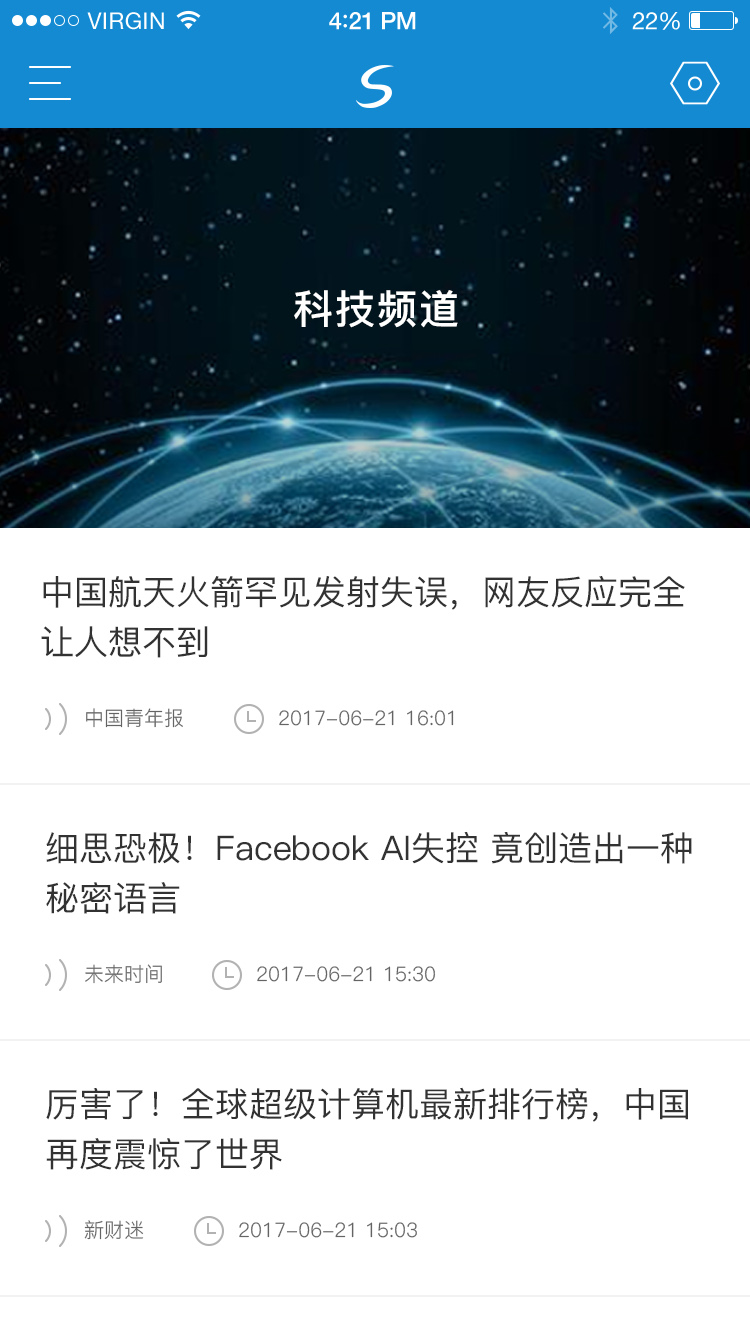 VIRGIN 4:21 PM 22%
S
科技频道
中国航天火箭罕见发射失误，网友反应完全
让人想不到
中国青年报 2017-06-21 16:01
细思恐极！Facebook AI失控 竟创造出一种
秘密语言
未来时间 2017-06-21 15:30
厉害了！全球超级计算机最新排行榜，中国
再度震惊了世界
新财迷 2017-06-21 15:03